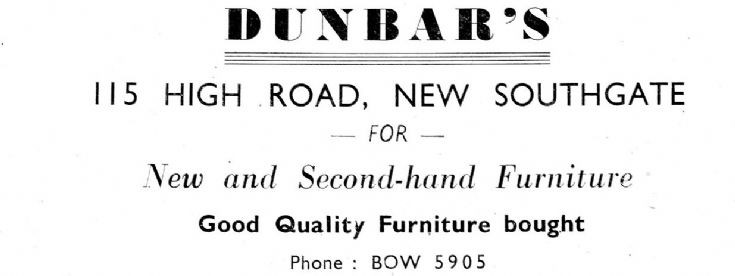 DUNBAR'S
115 HIGH ROAD, NEW SOUTHGATE
— FOR —
New and Second-hand Furniture
Good Quality Furniture bought
Phone : BOW 5905